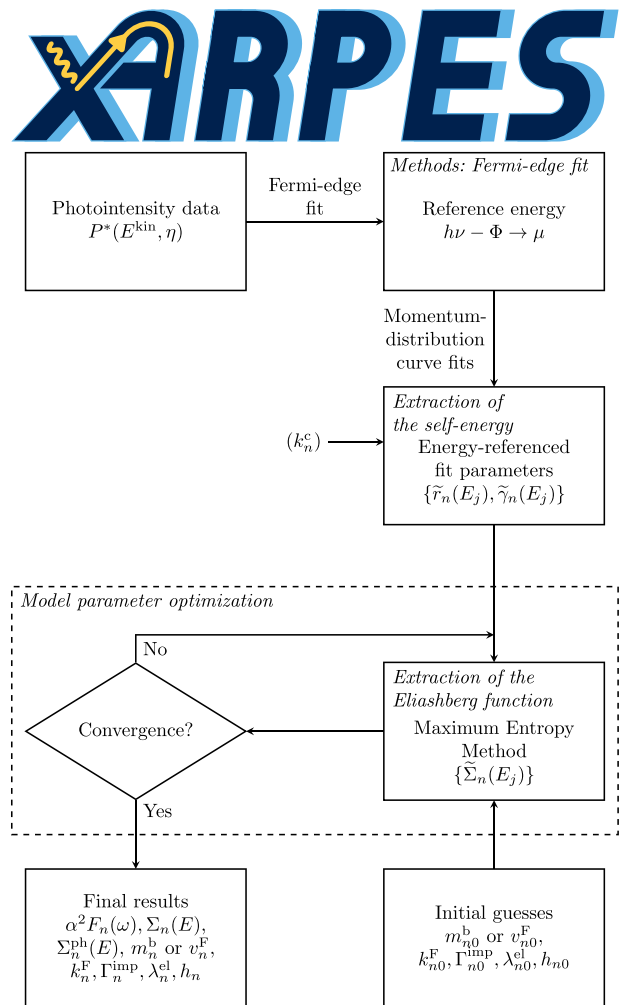 xARPES
Photointensity data
P*(E^kin, η)
Fermi-edge
fit
Methods: Fermi-edge fit
Reference energy
hν − Φ → μ
Momentum-
distribution
curve fits
(k_n^c)
Extraction of
the self-energy
Energy-referenced
fit parameters
{r̃_n(E_j), γ̃_n(E_j)}
Model parameter optimization
No
Convergence?
Yes
Extraction of the
Eliashberg function
Maximum Entropy
Method
{Σ̃_n(E_j)}
Final results
α²F_n(ω), Σ_n(E),
Σ_n^ph(E), m_n^b or v_n^F,
k_n^F, Γ_n^imp, λ_n^el, h_n
Initial guesses
m_n0^b or v_n0^F,
k_n0^F, Γ_n0^imp, λ_n0^el, h_n0